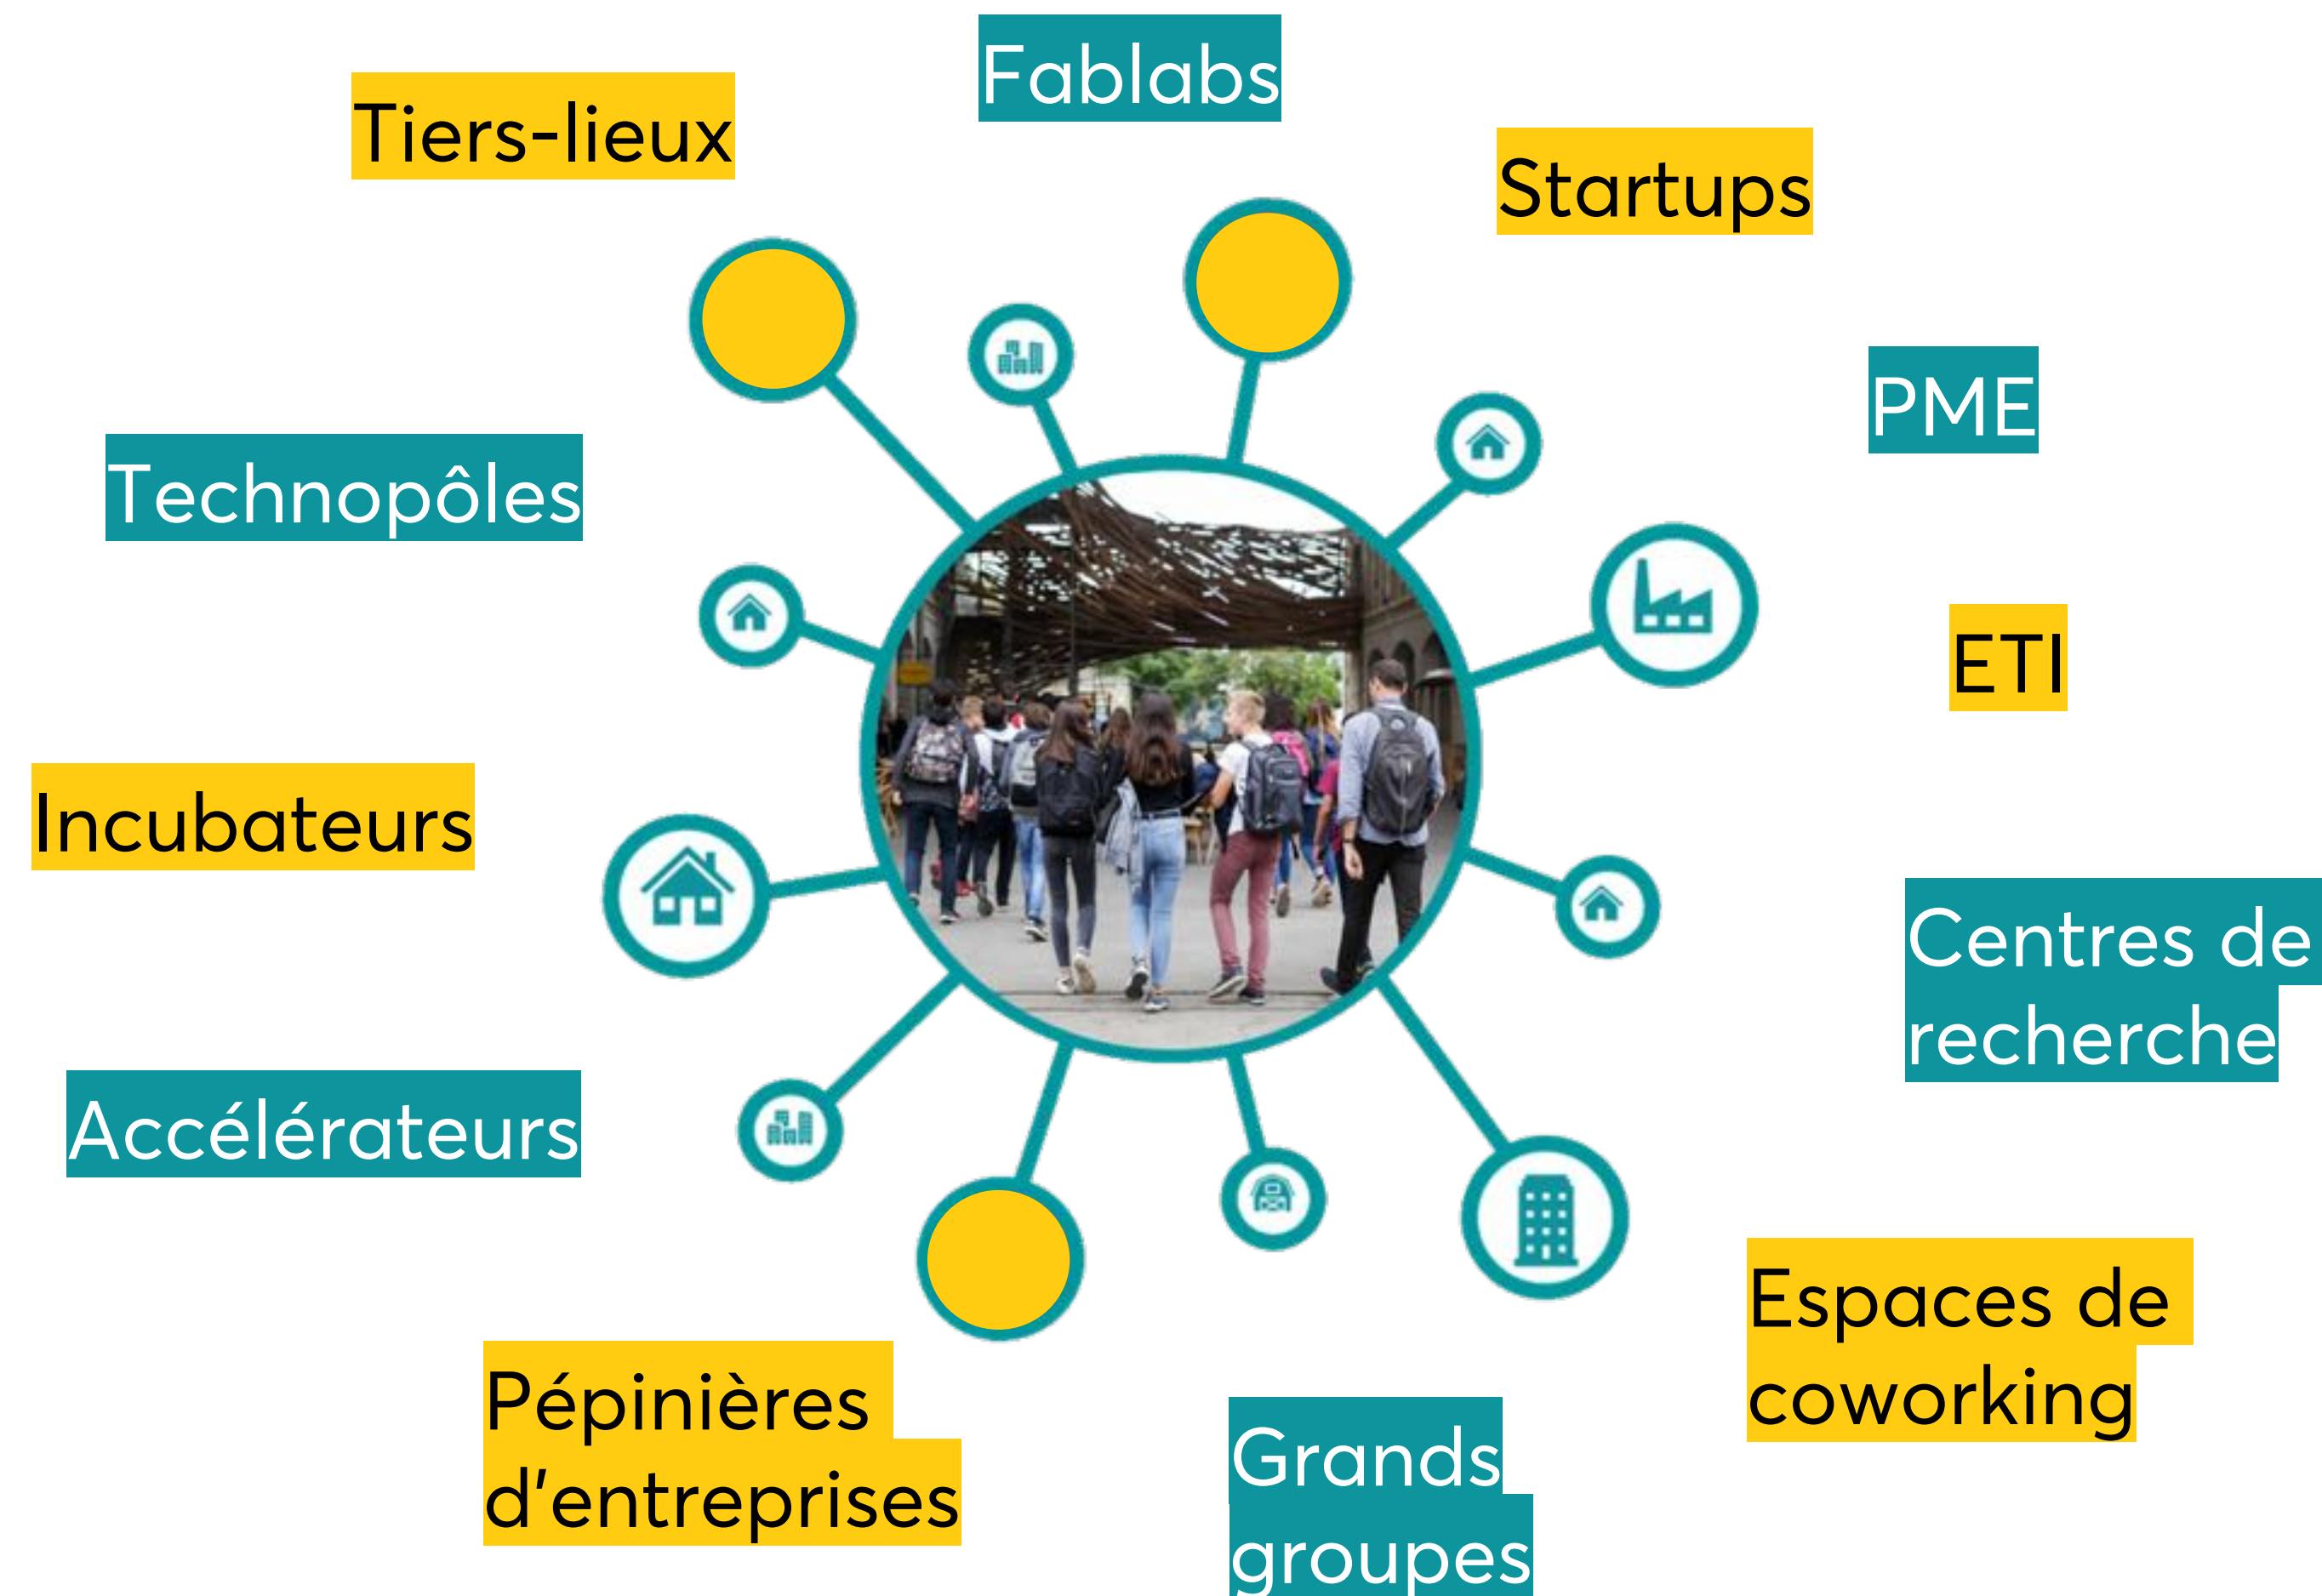 Fablabs
Tiers-lieux
Startups
PME
Technopôles
ETI
Incubateurs
Centres de
recherche
Accélérateurs
Espaces de
coworking
Pépinières
d'entreprises
Grands
groupes